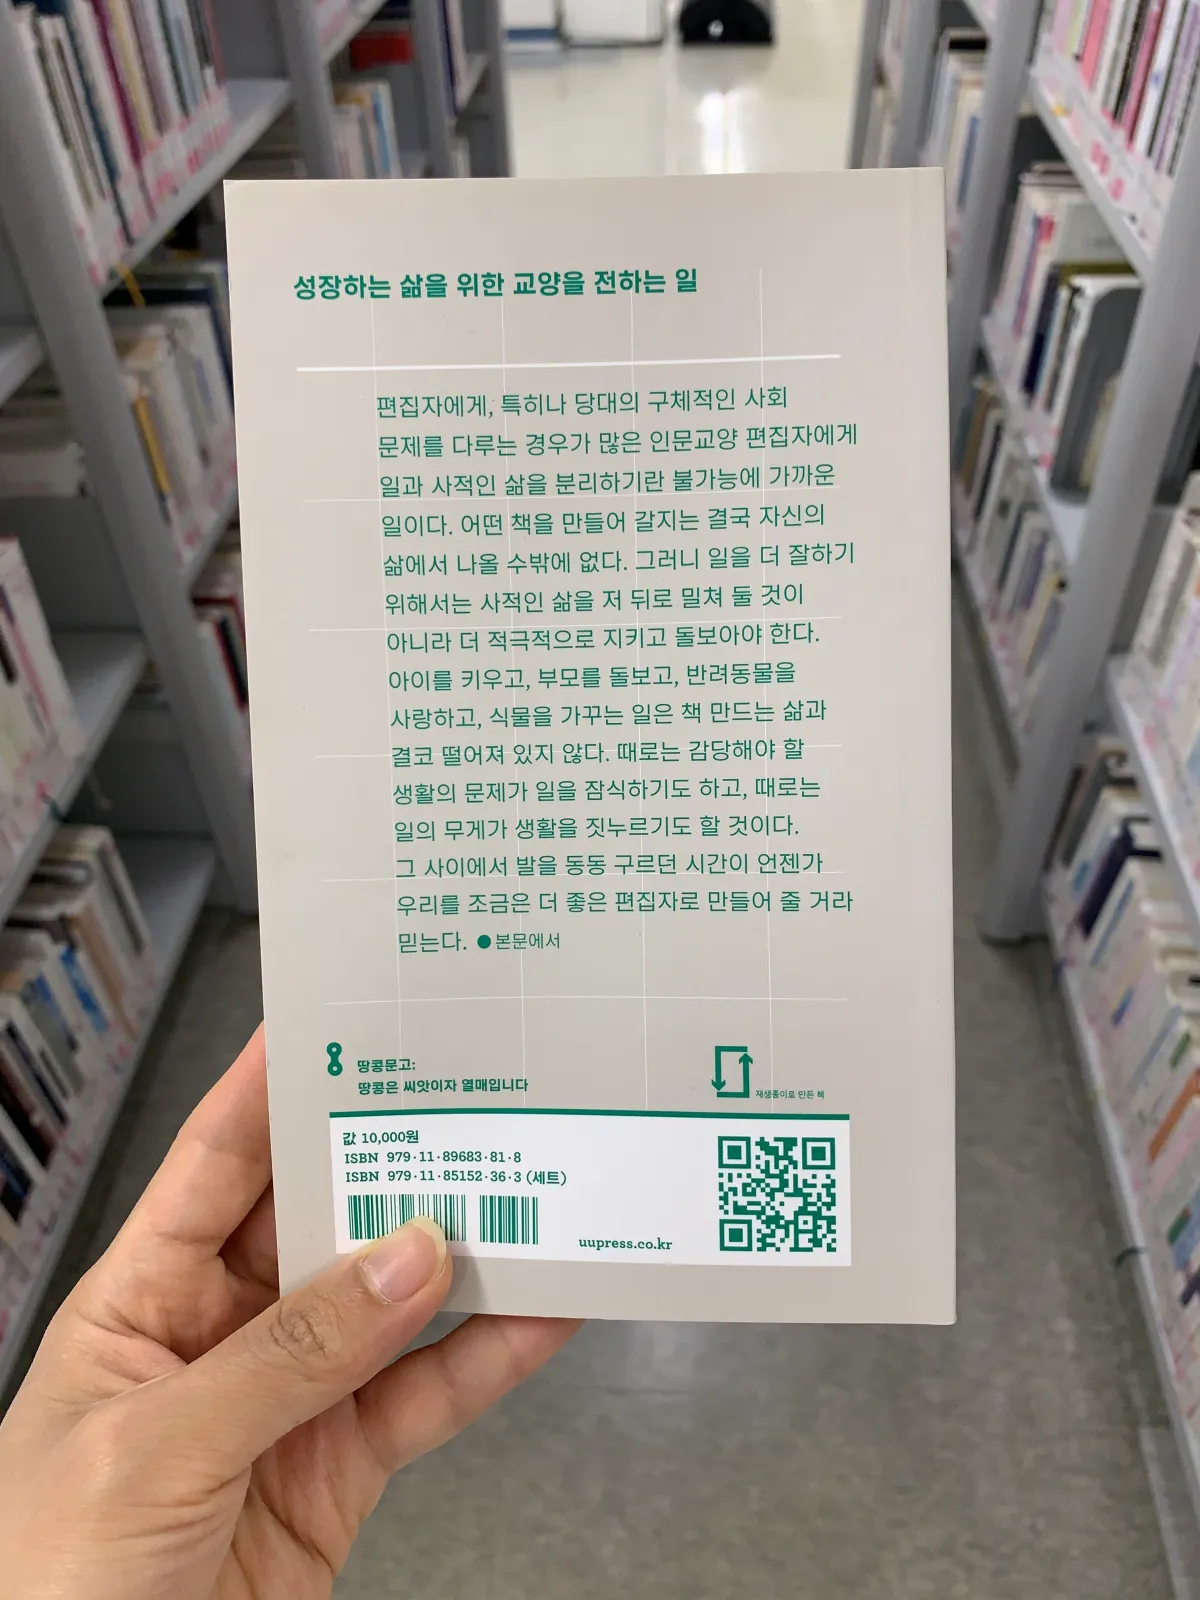 성장하는 삶을 위한 교양을 전하는 일
편집자에게, 특히나 당대의 구체적인 사회
문제를 다루는 경우가 많은 인문교양 편집자에게
일과 사적인 삶을 분리하기란 불가능에 가까운
일이다. 어떤 책을 만들어 갈지는 결국 자신의
삶에서 나올 수밖에 없다. 그러니 일을 더 잘하기
위해서는 사적인 삶을 저 뒤로 밀쳐 둘 것이
아니라 더 적극적으로 지키고 돌보아야 한다.
아이를 키우고, 부모를 돌보고, 반려동물을
사랑하고, 식물을 가꾸는 일은 책 만드는 삶과
결코 떨어져 있지 않다. 때로는 감당해야 할
생활의 문제가 일을 잠식하기도 하고, 때로는
일의 무게가 생활을 짓누르기도 할 것이다.
그 사이에서 발을 동동 구르던 시간이 언젠가
우리를 조금은 더 좋은 편집자로 만들어 줄 거라
믿는다. ●본문에서
땅콩문고:
땅콩은 씨앗이자 열매입니다
재생종이로 만든 책
값 10,000원
ISBN 979·11·89683·81·8
ISBN 979·11·85152·36·3 (세트)
uupress.co.kr